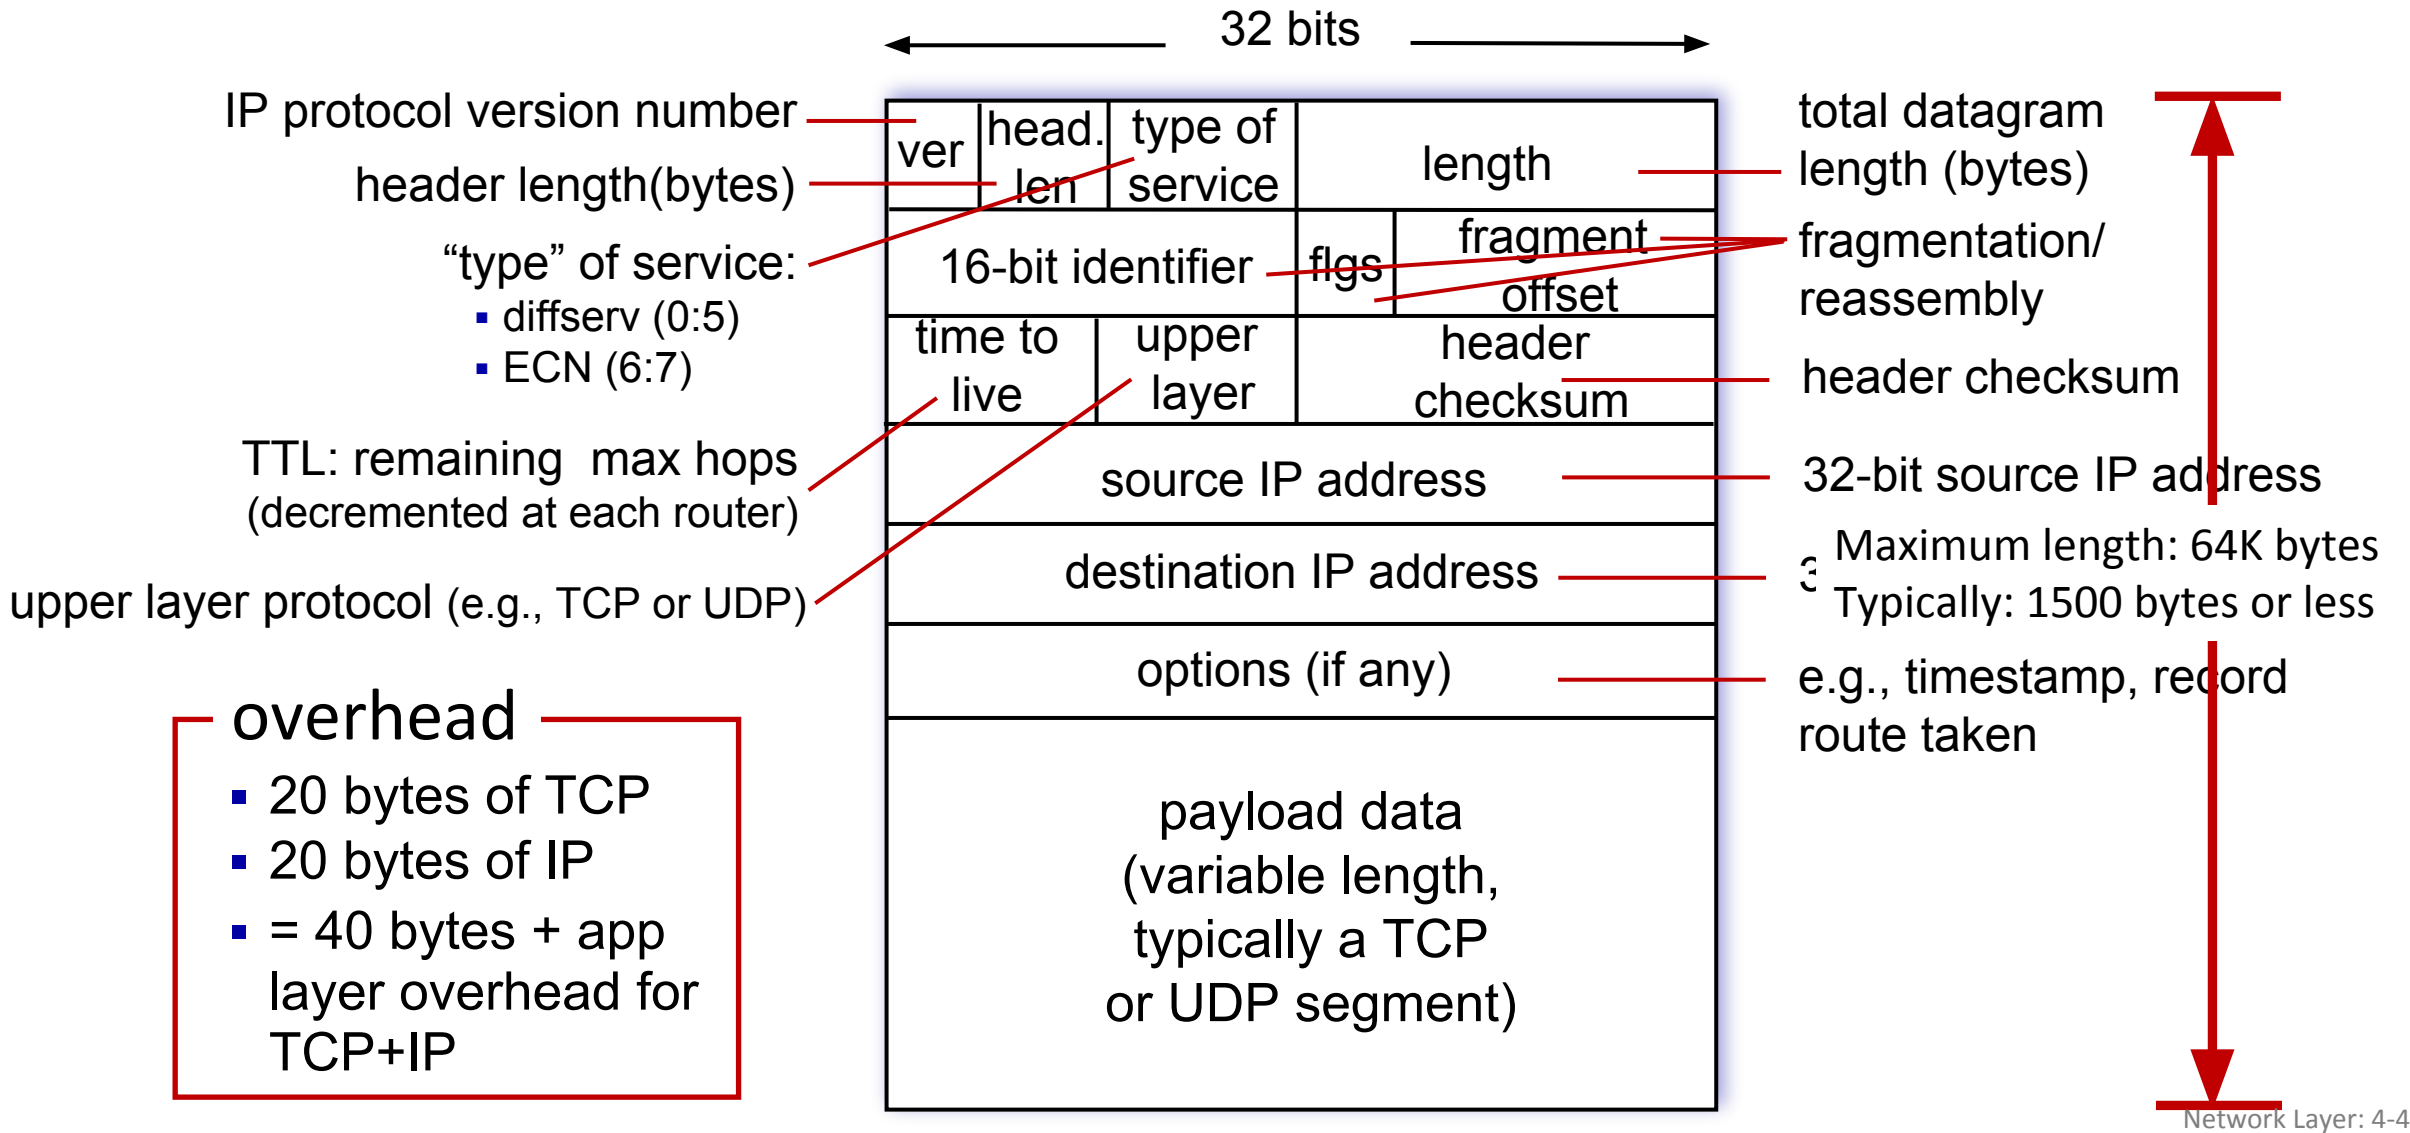 32 bits
IP protocol version number
header length(bytes)
“type” of service:
▪ diffserv (0:5)
▪ ECN (6:7)
TTL: remaining max hops
(decremented at each router)
upper layer protocol (e.g., TCP or UDP)
overhead
▪ 20 bytes of TCP
▪ 20 bytes of IP
▪ = 40 bytes + app
layer overhead for
TCP+IP
ver
head.
len
type of
service
length
16-bit identifier
flgs
fragment
offset
time to
live
upper
layer
header
checksum
source IP address
destination IP address
options (if any)
payload data
(variable length,
typically a TCP
or UDP segment)
total datagram
length (bytes)
fragmentation/
reassembly
header checksum
32-bit source IP address
Maximum length: 64K bytes
Typically: 1500 bytes or less
e.g., timestamp, record
route taken
Network Layer: 4-4